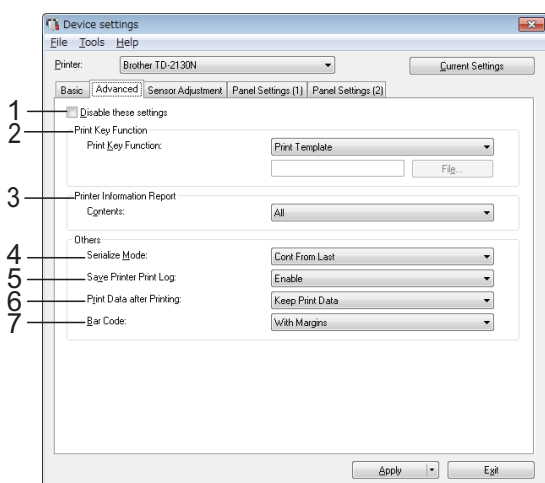 Device settings
File Tools Help
Printer: Brother TD-2130N Current Settings
Basic Advanced Sensor Adjustment Panel Settings (1) Panel Settings (2)
1 Disable these settings
2 Print Key Function
Print Key Function: Print Template
File...
3 Printer Information Report
Contents: All
Others
4 Serialize Mode: Cont From Last
5 Save Printer Print Log: Enable
6 Print Data after Printing: Keep Print Data
7 Bar Code: With Margins
Apply Exit